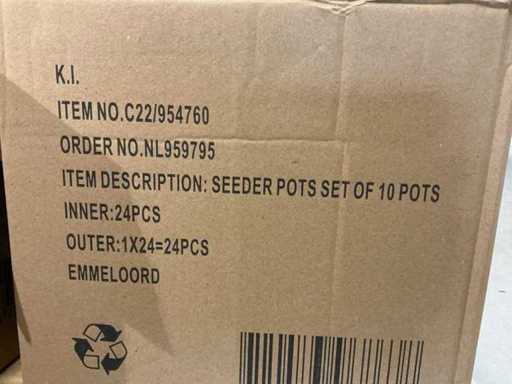 K.I.
ITEM NO.C22/954760
ORDER NO.NL959795
ITEM DESCRIPTION: SEEDER POTS SET OF 10 POTS
INNER:24PCS
OUTER:1X24=24PCS
EMMELOORD